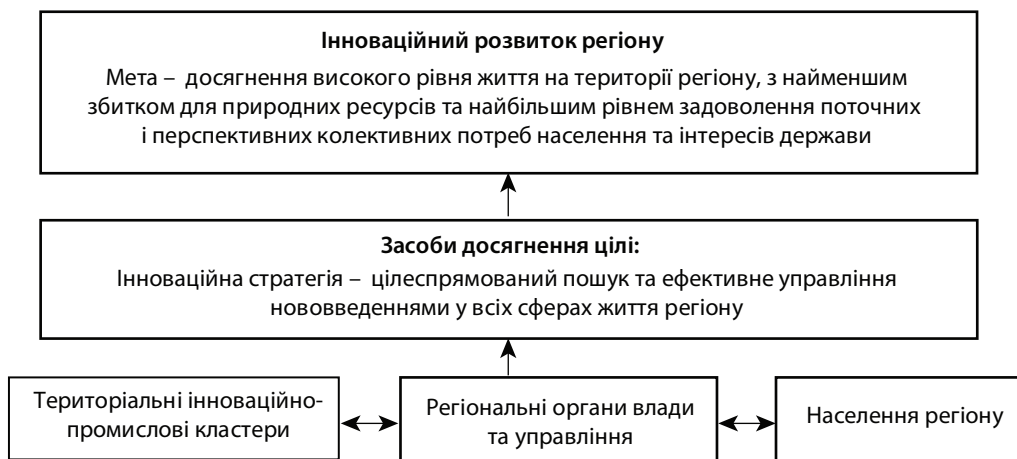 Інноваційний розвиток регіону
Мета – досягнення високого рівня життя на території регіону, з найменшим
збитком для природних ресурсів та найбільшим рівнем задоволення поточних
і перспективних колективних потреб населення та інтересів держави
Засоби досягнення цілі:
Інноваційна стратегія – цілеспрямований пошук та ефективне управління
нововведеннями у всіх сферах життя регіону
Територіальні інноваційно-
промислові кластери
Регіональні органи влади
та управління
Населення регіону